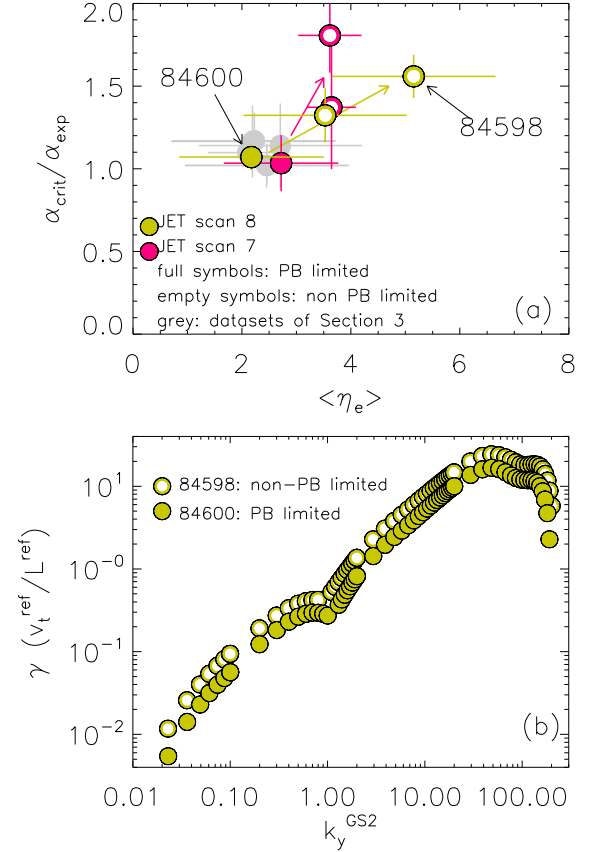 2.0
1.5
1.0
0.5
0.0
α_crit/α_exp
84600
84598
JET scan 8
JET scan 7
full symbols: PB limited
empty symbols: non PB limited
grey: datasets of Section 3
(a)
0 2 4 6 8
<η_e>
10^1
10^-0
10^-1
10^-2
γ (v_t^ref/L^ref)
84598: non-PB limited
84600: PB limited
(b)
0.01 0.10 1.00 10.00 100.00
k_y^GS2